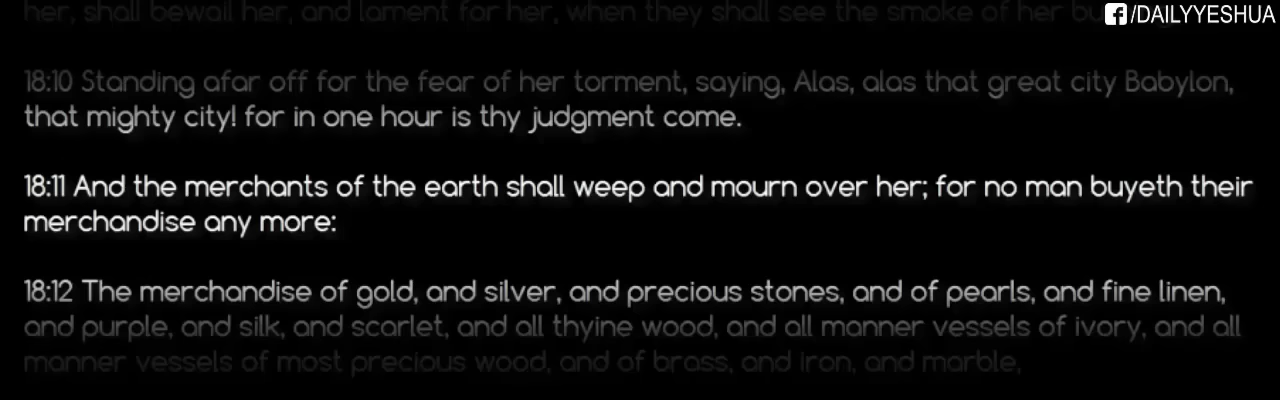 her, shall bewail her, and lament for her, when they shall see the smoke of her bu
/DAILYYESHUA
18:10 Standing afar off for the fear of her torment, saying, Alas, alas that great city Babylon,
that mighty city! for in one hour is thy judgment come.
18:11 And the merchants of the earth shall weep and mourn over her; for no man buyeth their
merchandise any more:
18:12 The merchandise of gold, and silver, and precious stones, and of pearls, and fine linen,
and purple, and silk, and scarlet, and all thyine wood, and all manner vessels of ivory, and all
manner vessels of most precious wood, and of brass, and iron, and marble,